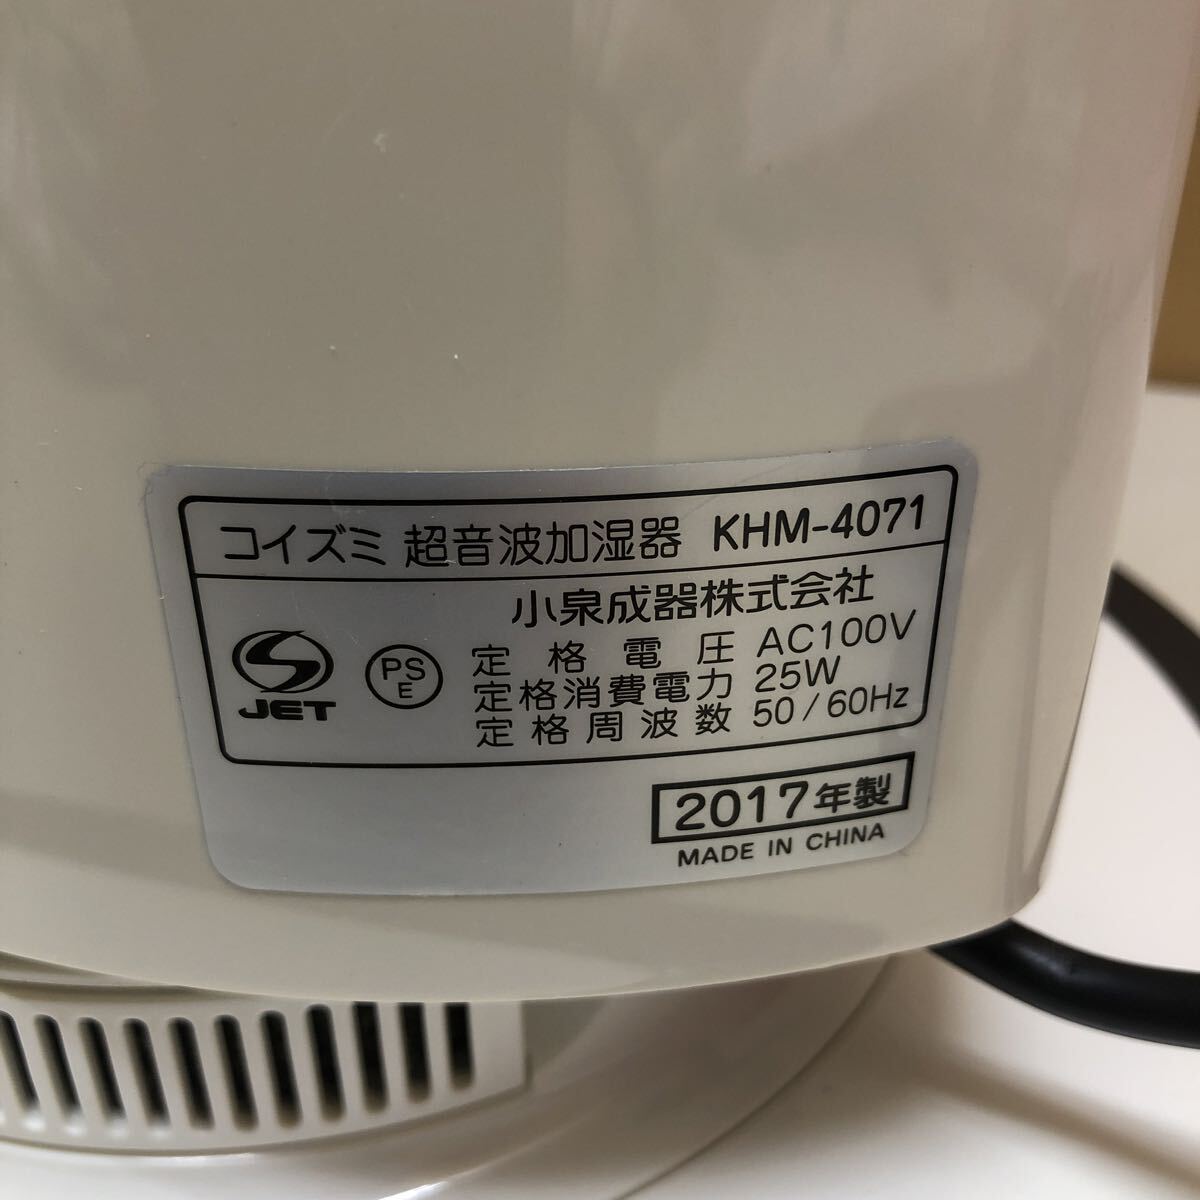 コイズミ 超音波加湿器 KHM-4071
小泉成器株式会社
JET
PS
E
定格電圧 AC100V
定格消費電力 25W
定格周波数 50/60Hz
2017年製
MADE IN CHINA